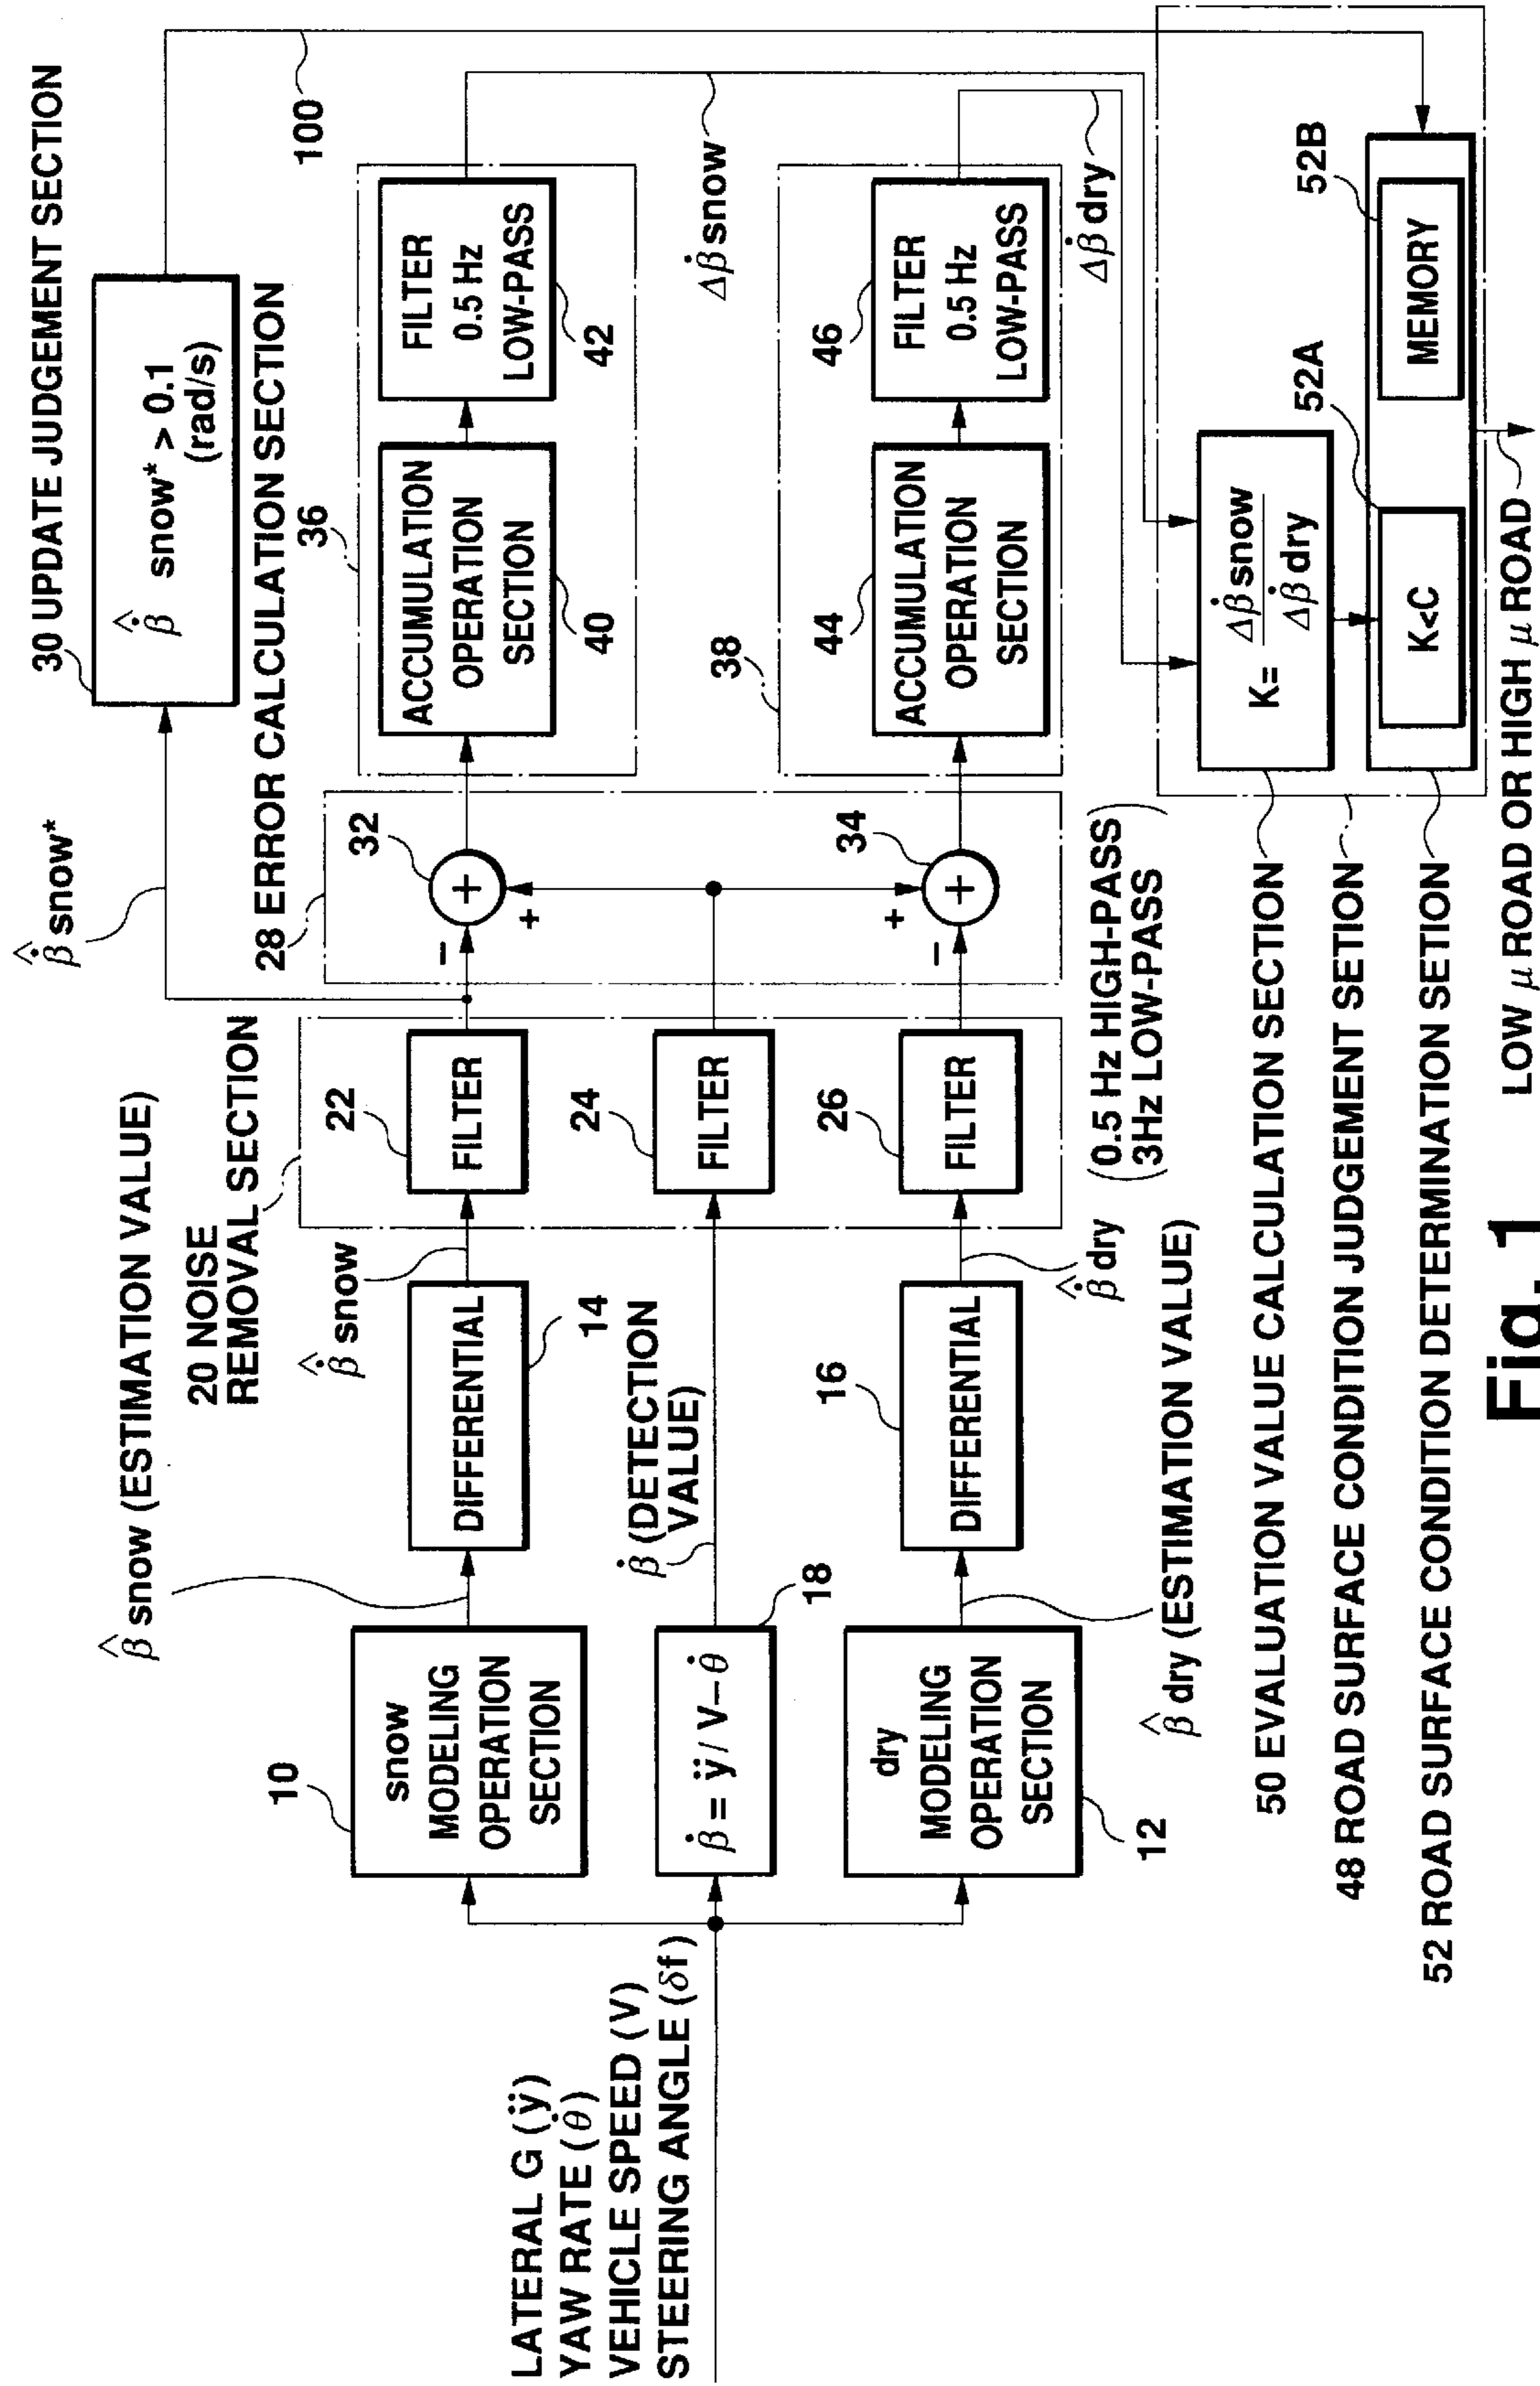 30 UPDATE JUDGEMENT SECTION
β̂̇ snow* > 0.1
(rad/s)
β̂̇ snow*
100
28 ERROR CALCULATION SECTION
36
32
ACCUMULATION
OPERATION
SECTION
40
FILTER
0.5 Hz
LOW-PASS
42
Δβ̇ snow
β̂ snow (ESTIMATION VALUE)
20 NOISE
REMOVAL SECTION
β̂̇ snow
10
snow
MODELING
OPERATION
SECTION
DIFFERENTIAL
14
22
FILTER
−
+
+
LATERAL G (ÿ)
YAW RATE (θ̇)
VEHICLE SPEED (V)
STEERING ANGLE (δf)
β̇ = ÿ / V − θ̇
18
β̇ (DETECTION
VALUE)
24
FILTER
dry
MODELING
OPERATION
SECTION
12
16
DIFFERENTIAL
β̂̇ dry
26
FILTER
−
+
+
34
38
ACCUMULATION
OPERATION
SECTION
44
46
FILTER
0.5 Hz
LOW-PASS
Δβ̇ dry
(0.5 Hz HIGH-PASS
3Hz LOW-PASS)
β̂ dry (ESTIMATION VALUE)
50 EVALUATION VALUE CALCULATION SECTION
K= Δβ̇ snow
Δβ̇ dry
48 ROAD SURFACE CONDITION JUDGEMENT SETION
52 ROAD SURFACE CONDITION DETERMINATION SETION
52A
K<C
52B
MEMORY
LOW μ ROAD OR HIGH μ ROAD
Fig. 1